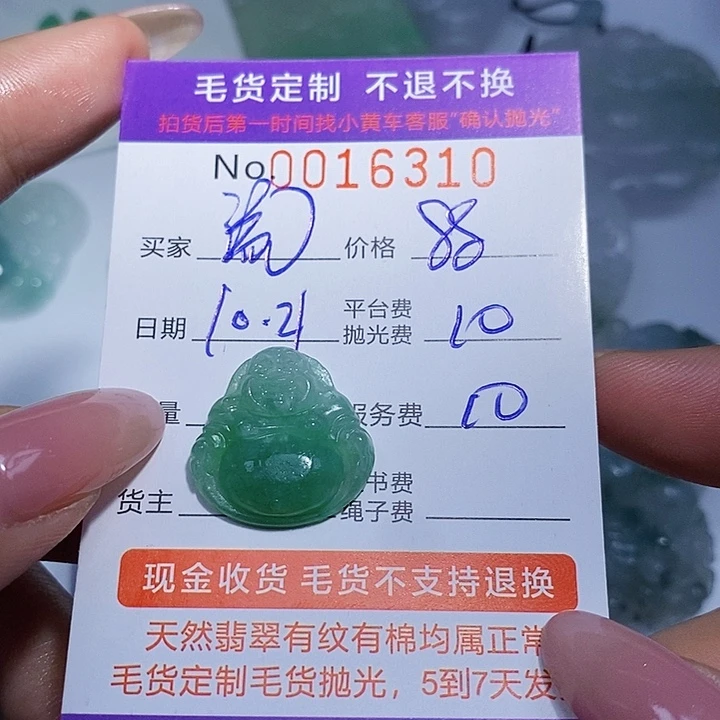 毛货定制 不退不换
拍货后第一时间找小黄车客服"确认抛光"
No.0016310
买家 价格 88
日期 10.21 平台费 抛光费 10
量 服务费 10
货主 书费
绳子费
现金收货 毛货不支持退换
天然翡翠有纹有棉均属正常
毛货定制毛货抛光，5到7天发